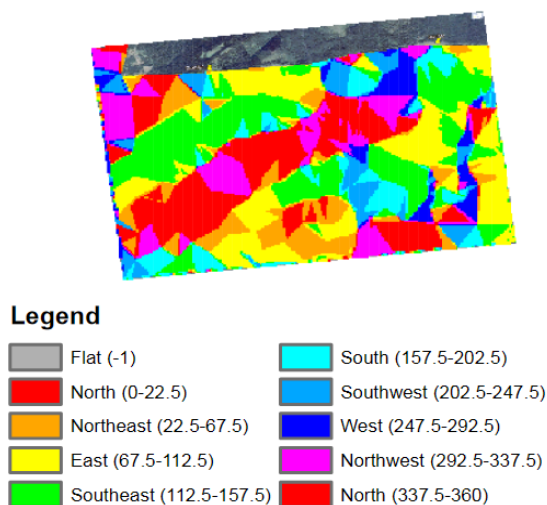 Legend
Flat (-1)
North (0-22.5)
Northeast (22.5-67.5)
East (67.5-112.5)
Southeast (112.5-157.5)
South (157.5-202.5)
Southwest (202.5-247.5)
West (247.5-292.5)
Northwest (292.5-337.5)
North (337.5-360)